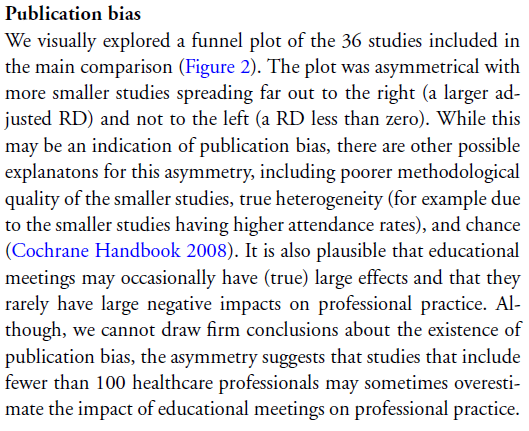 Publication bias
We visually explored a funnel plot of the 36 studies included in
the main comparison (Figure 2). The plot was asymmetrical with
more smaller studies spreading far out to the right (a larger ad-
justed RD) and not to the left (a RD less than zero). While this
may be an indication of publication bias, there are other possible
explanatons for this asymmetry, including poorer methodological
quality of the smaller studies, true heterogeneity (for example due
to the smaller studies having higher attendance rates), and chance
(Cochrane Handbook 2008). It is also plausible that educational
meetings may occasionally have (true) large effects and that they
rarely have large negative impacts on professional practice. Al-
though, we cannot draw firm conclusions about the existence of
publication bias, the asymmetry suggests that studies that include
fewer than 100 healthcare professionals may sometimes overesti-
mate the impact of educational meetings on professional practice.